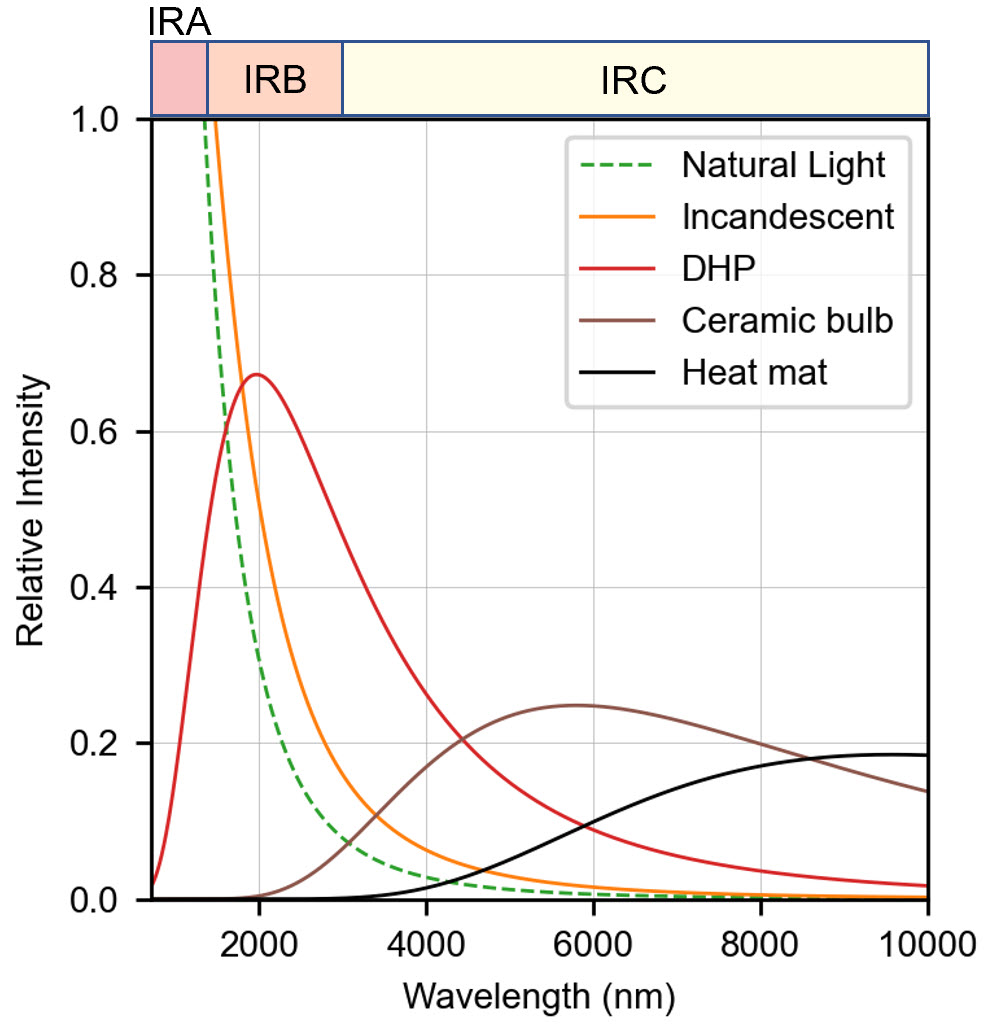 IRA
IRB
IRC
1.0
0.8
0.6
0.4
0.2
0.0
Relative Intensity
Natural Light
Incandescent
DHP
Ceramic bulb
Heat mat
2000
4000
6000
8000
10000
Wavelength (nm)